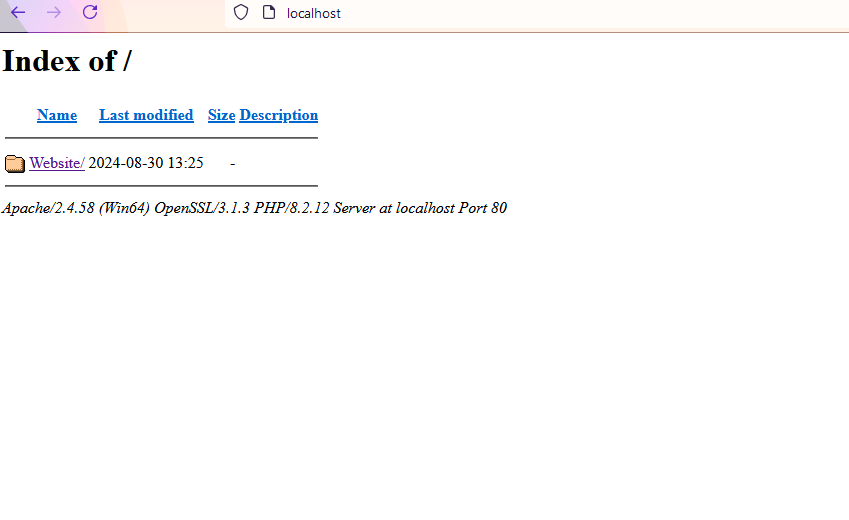 localhost
Index of /
Name Last modified Size Description
Website/ 2024-08-30 13:25 -
Apache/2.4.58 (Win64) OpenSSL/3.1.3 PHP/8.2.12 Server at localhost Port 80